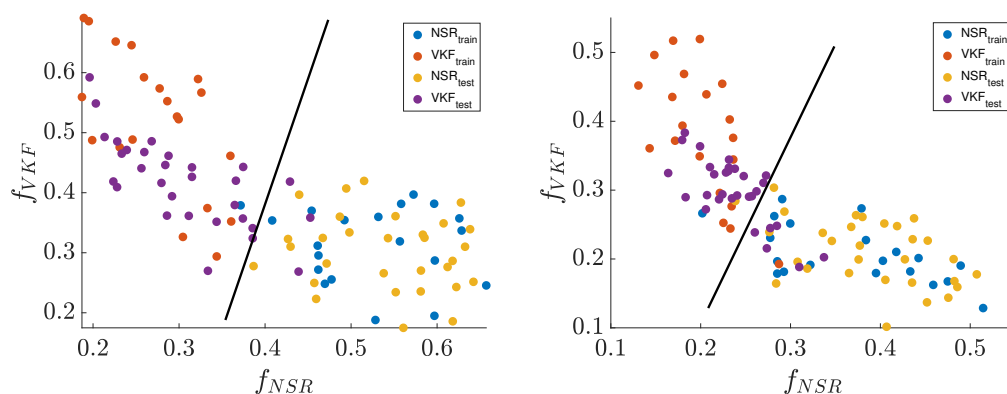 NSR_train
VKF_train
NSR_test
VKF_test
f_VKF
0.6
0.5
0.4
0.3
0.2
0.2 0.3 0.4 0.5 0.6
f_NSR
NSR_train
VKF_train
NSR_test
VKF_test
f_VKF
0.5
0.4
0.3
0.2
0.1
0.1 0.2 0.3 0.4 0.5
f_NSR